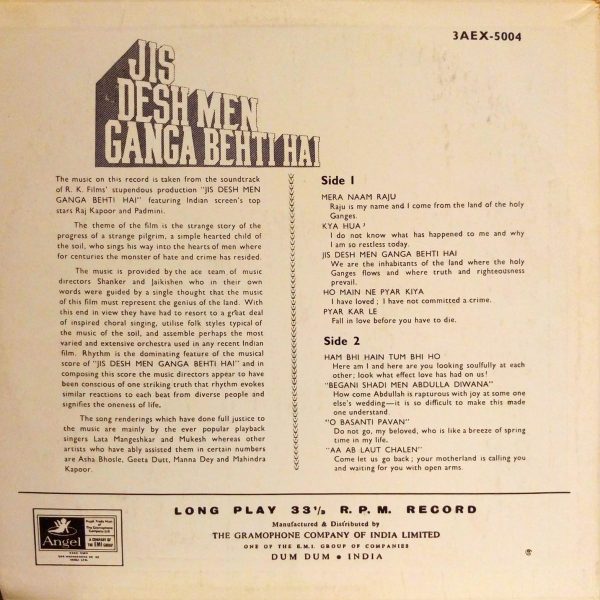 3AEX-5004
JIS
DESH MEN
GANGA BEHTI HAI
The music on this record is taken from the soundtrack
of R. K. Films' stupendous production "JIS DESH MEN
GANGA BEHTI HAI" featuring Indian screen's top
stars Raj Kapoor and Padmini.
The theme of the film is the strange story of the
progress of a strange pilgrim, a simple hearted child of
the soil, who sings his way into the hearts of men where
for centuries the monster of hate and crime has resided.
The music is provided by the ace team of music
directors Shanker and Jaikishen who in their own
words were guided by a single thought that the music
of this film must represent the genius of the land. With
this end in view they have had to resort to a great deal
of inspired choral singing, utilise folk styles typical of
the music of the soil, and assemble perhaps the most
varied and extensive orchestra used in any recent Indian
film. Rhythm is the dominating feature of the musical
score of "JIS DESH MEN GANGA BEHTI HAI" and in
composing this score the music directors appear to have
been conscious of one striking truth that rhythm evokes
similar reactions to each beat from diverse people and
signifies the oneness of life.
The song renderings which have done full justice to
the music are mainly by the ever popular playback
singers Lata Mangeshkar and Mukesh whereas other
artists who have ably assisted them in certain numbers
are Asha Bhosle, Geeta Dutt, Manna Dey and Mahindra
Kapoor.
Side 1
MERA NAAM RAJU
Raju is my name and I come from the land of the holy
Ganges.
KYA HUA!
I do not know what has happened to me and why
I am so restless today.
JIS DESH MEN GANGA BEHTI HAI
We are the inhabitants of the land where the holy
Ganges flows and where truth and righteousness
prevail.
HO MAIN NE PYAR KIYA
I have loved ; I have not committed a crime.
PYAR KAR LE
Fall in love before you have to die.
Side 2
HAM BHI HAIN TUM BHI HO
Here am I and here are you looking soulfully at each
other; look what effect love has had on us!
"BEGANI SHADI MEN ABDULLA DIWANA"
How come Abdullah is rapturous with joy at some one
else's wedding—it is so difficult to make this made
one understand.
"O BASANTI PAVAN"
Do not go, my beloved, who is like a breeze of spring
time in my life.
"AA AB LAUT CHALEN"
Come let us go back; your motherland is calling you
and waiting for you with open arms.
LONG PLAY 33⅓ R.P.M. RECORD
Manufactured & Distributed by
THE GRAMOPHONE COMPANY OF INDIA LIMITED
ONE OF THE E.M.I. GROUP OF COMPANIES
DUM DUM • INDIA
Angel
A COMPANY OF
THE EMI GROUP